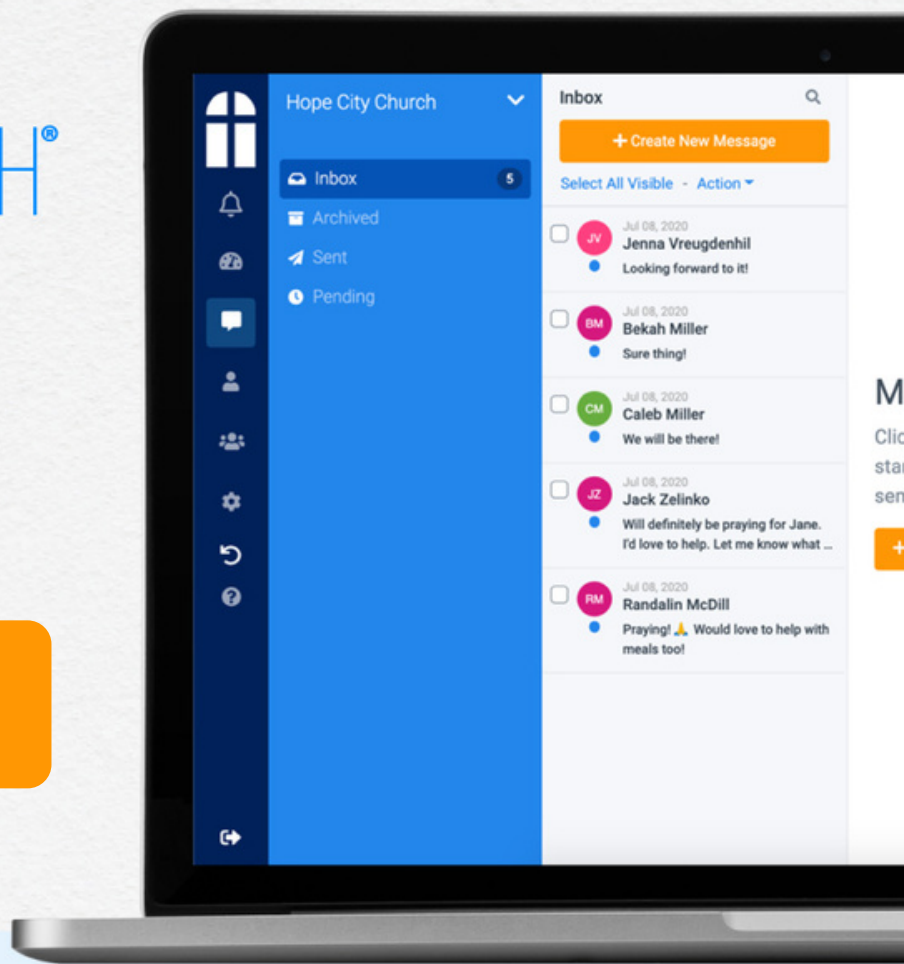 H®
Hope City Church
Inbox
5
Archived
Sent
Pending
Inbox
+ Create New Message
Select All Visible - Action
Jul 08, 2020
JV
Jenna Vreugdenhil
Looking forward to it!
Jul 08, 2020
BM
Bekah Miller
Sure thing!
Jul 08, 2020
CM
Caleb Miller
We will be there!
Jul 08, 2020
JZ
Jack Zelinko
Will definitely be praying for Jane.
I'd love to help. Let me know what ...
Jul 08, 2020
RM
Randalin McDill
Praying! 🙏 Would love to help with
meals too!
M
Clic
star
sen
+